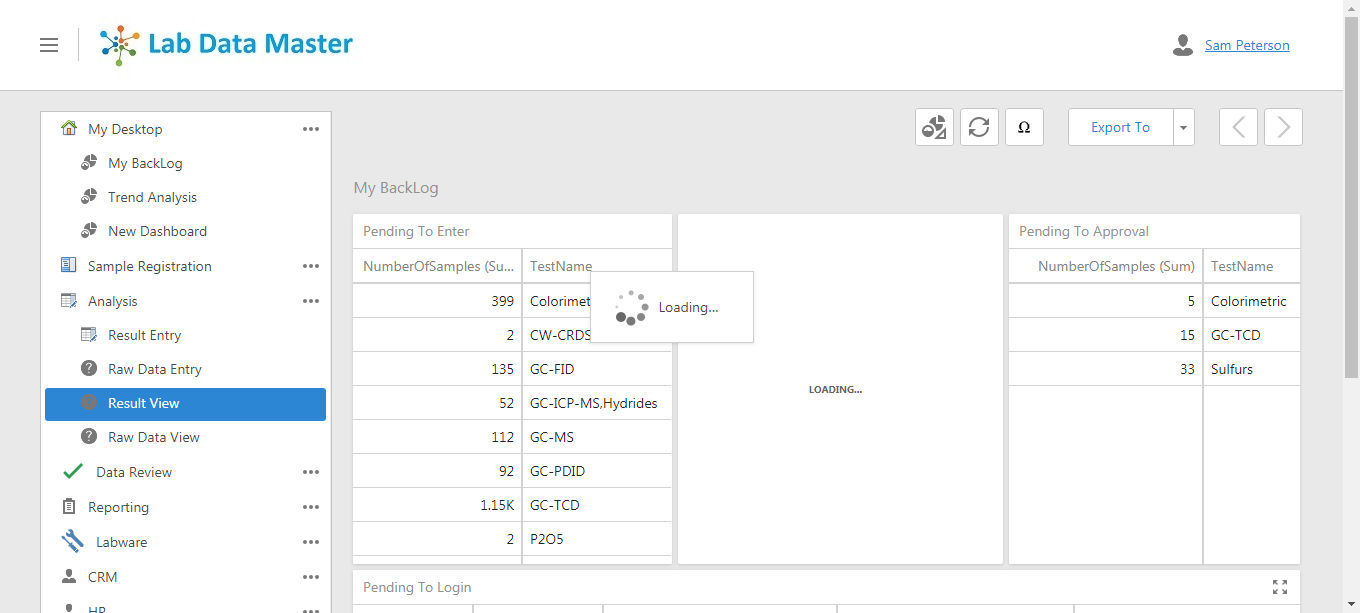 Lab Data Master
Sam Peterson
My Desktop
My BackLog
Trend Analysis
New Dashboard
Sample Registration
Analysis
Result Entry
Raw Data Entry
Result View
Raw Data View
Data Review
Reporting
Labware
CRM
HR
Ω
Export To
My BackLog
Pending To Enter
NumberOfSamples (Su... TestName
399 Colorimet
2 CW-CRDS
135 GC-FID
52 GC-ICP-MS,Hydrides
112 GC-MS
92 GC-PDID
1.15K GC-TCD
2 P2O5
Loading...
LOADING...
Pending To Approval
NumberOfSamples (Sum) TestName
5 Colorimetric
15 GC-TCD
33 Sulfurs
Pending To Login